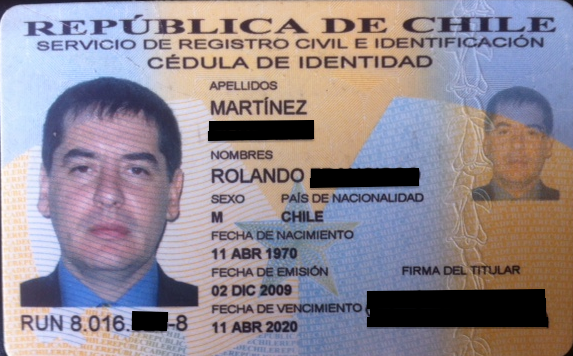 REPÚBLICA DE CHILE
SERVICIO DE REGISTRO CIVIL E IDENTIFICACIÓN
CÉDULA DE IDENTIDAD
APELLIDOS
MARTÍNEZ
NOMBRES
ROLANDO
SEXO PAÍS DE NACIONALIDAD
M CHILE
FECHA DE NACIMIENTO
11 ABR 1970
FECHA DE EMISIÓN FIRMA DEL TITULAR
02 DIC 2009
FECHA DE VENCIMIENTO
11 ABR 2020
RUN 8.016. -8